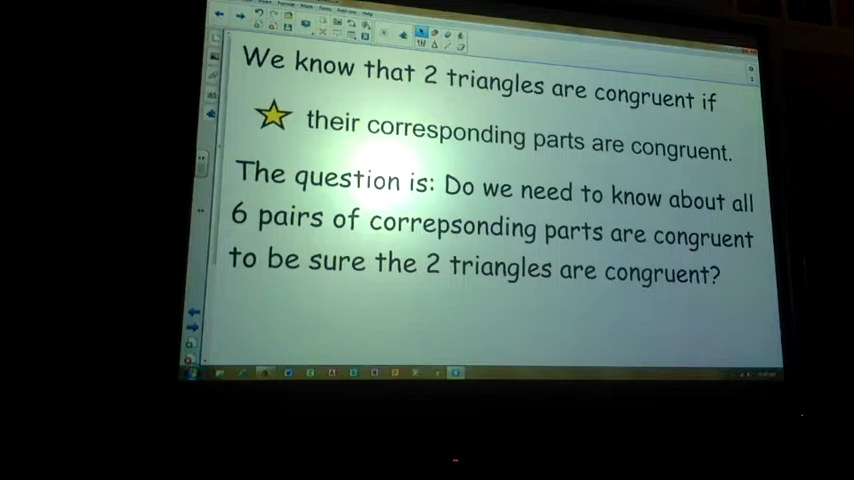 We know that 2 triangles are congruent if
their corresponding parts are congruent.
The question is: Do we need to know about all
6 pairs of correpsonding parts are congruent
to be sure the 2 triangles are congruent?